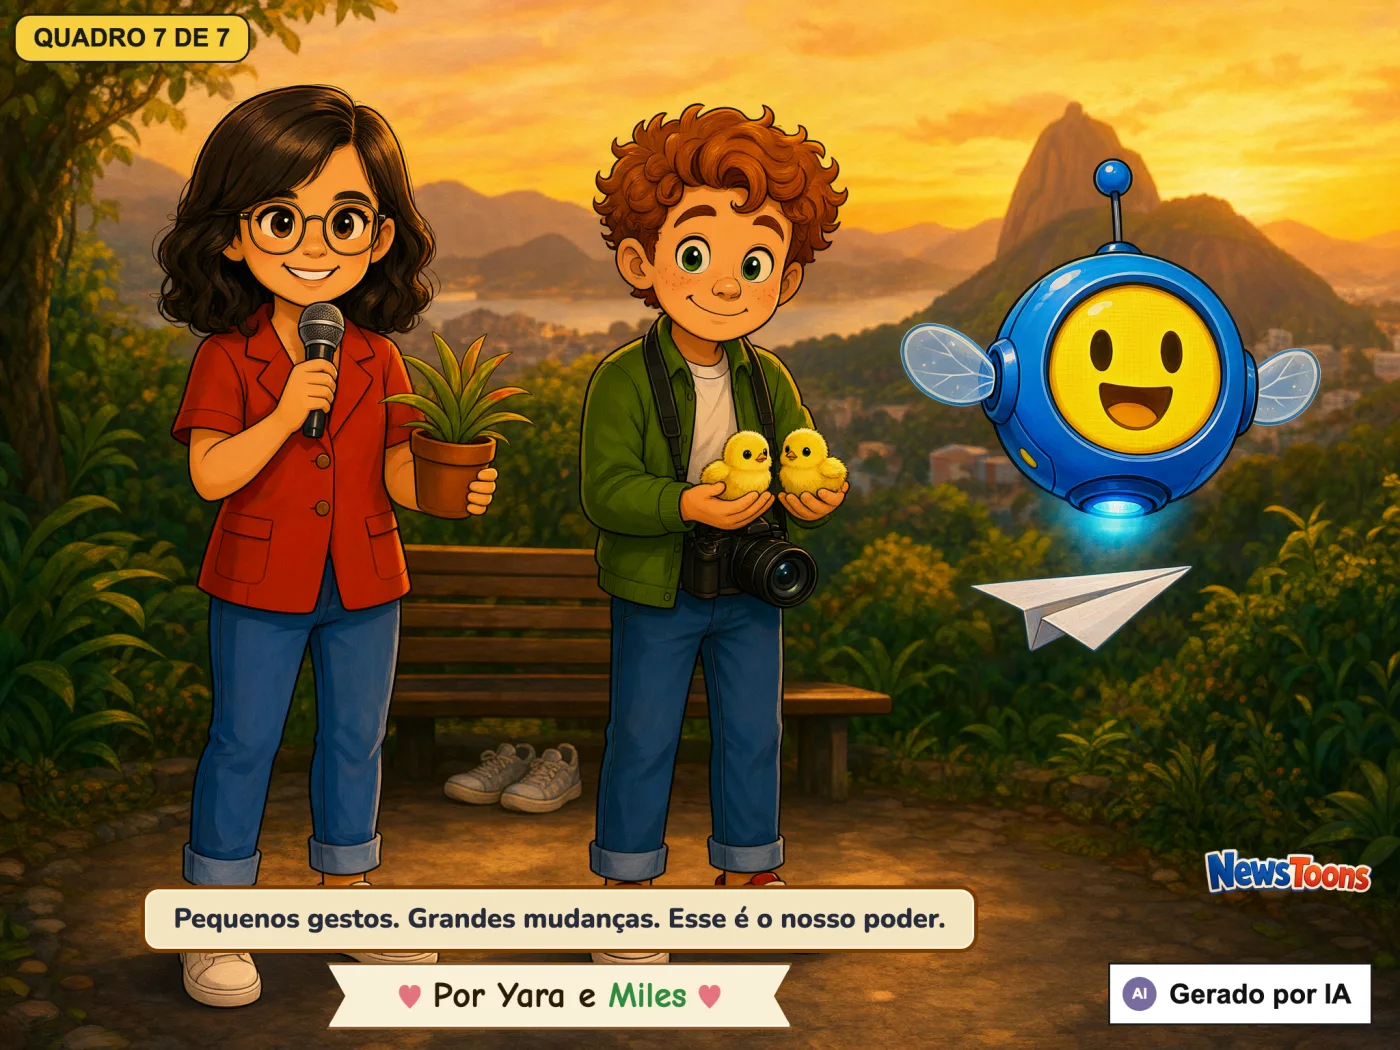 QUADRO 7 DE 7
NewsToons
Pequenos gestos. Grandes mudanças. Esse é o nosso poder.
Por Yara e Miles
AI Gerado por IA